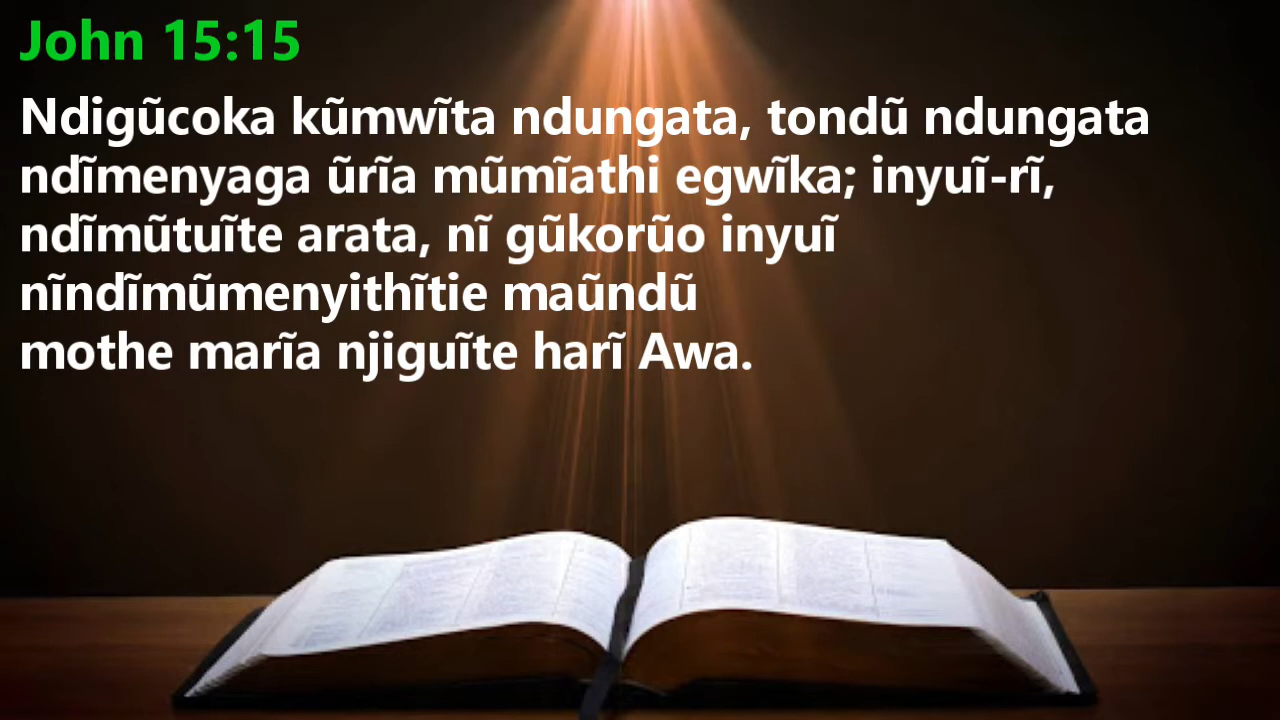 John 15:15
Ndigũcoka kũmwĩta ndungata, tondũ ndungata
ndĩmenyaga ũrĩa mũmĩathi egwĩka; inyuĩ-rĩ,
ndĩmũtuĩte arata, nĩ gũkorũo inyuĩ
nĩndĩmũmenyithĩtie maũndũ
mothe marĩa njiguĩte harĩ Awa.